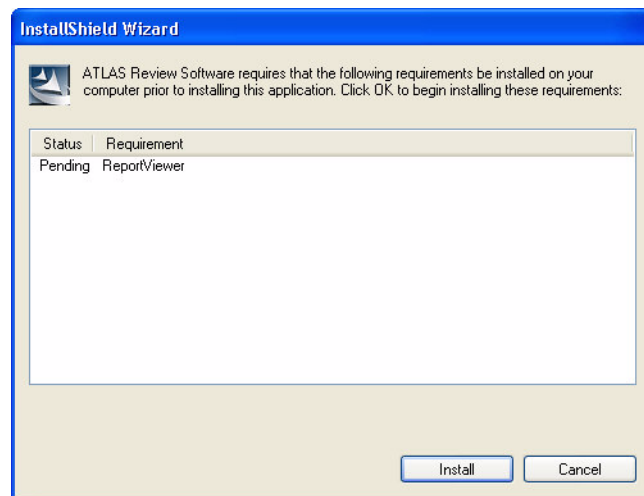 InstallShield Wizard
ATLAS Review Software requires that the following requirements be installed on your
computer prior to installing this application. Click OK to begin installing these requirements:
Status Requirement
Pending ReportViewer
Install Cancel